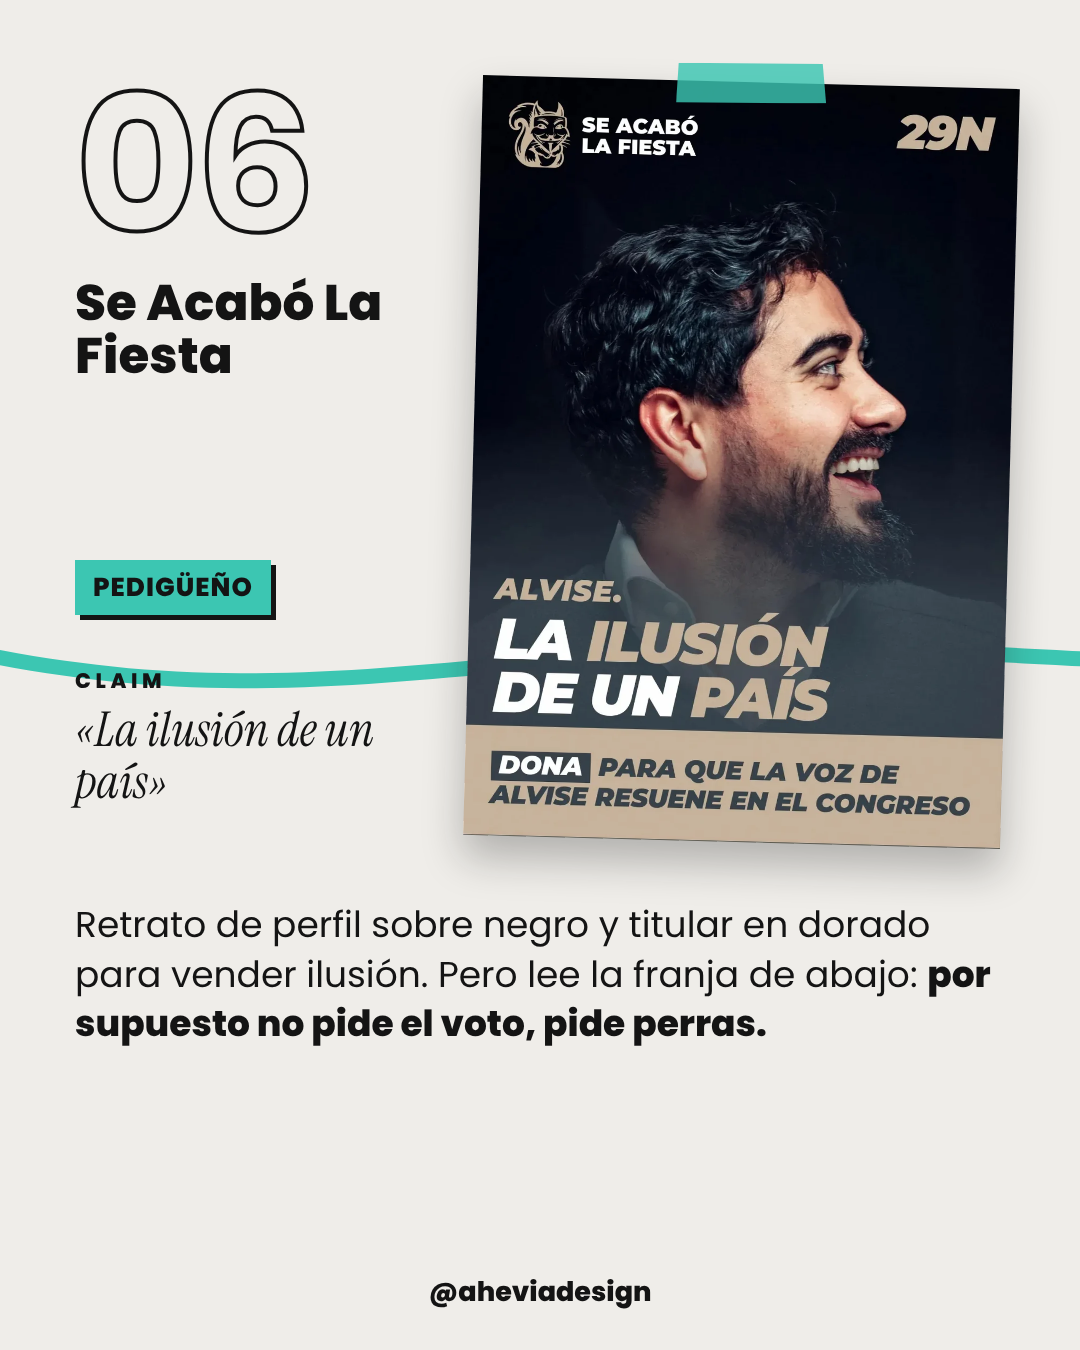 06
Se Acabó La
Fiesta
PEDIGÜEÑO
CLAIM
«La ilusión de un
país»
SE ACABÓ
LA FIESTA
29N
ALVISE.
LA ILUSIÓN
DE UN PAÍS
DONA PARA QUE LA VOZ DE
ALVISE RESUENE EN EL CONGRESO
Retrato de perfil sobre negro y titular en dorado
para vender ilusión. Pero lee la franja de abajo: por
supuesto no pide el voto, pide perras.
@aheviadesign